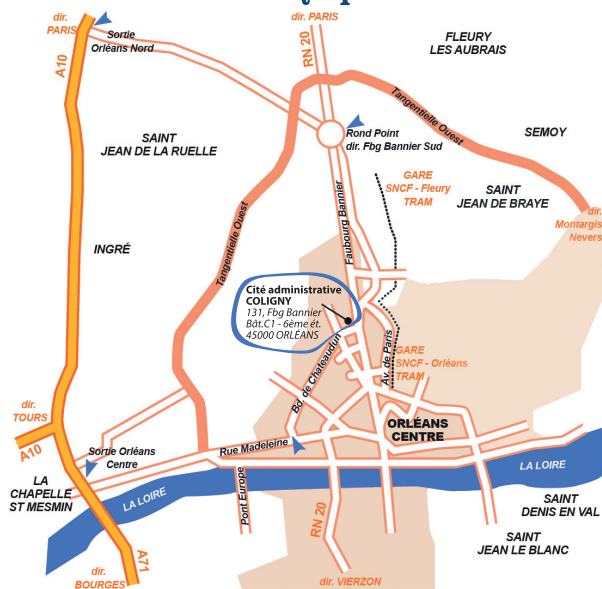 dir. PARIS
dir.
PARIS
Sortie
Orléans Nord
A10
RN 20
FLEURY
LES AUBRAIS
Tangentielle Ouest
SEMOY
Rond Point
dir. Fbg Bannier Sud
SAINT
JEAN DE LA RUELLE
GARE
SNCF - Fleury
TRAM
SAINT
JEAN DE BRAYE
dir.
Montargis
Nevers
Faubourg Bannier
Tangentielle Ouest
INGRÉ
Cité administrative
COLIGNY
131, Fbg Bannier
Bât.C1 - 6ème ét.
45000 ORLÉANS
GARE
SNCF - Orléans
TRAM
Av. de Paris
Bd. de Chateaudun
dir.
TOURS
A10
ORLÉANS
CENTRE
Sortie Orléans
Centre
Rue Madeleine
LA
CHAPELLE
ST MESMIN
LA LOIRE
LA LOIRE
Pont Europe
RN 20
SAINT
DENIS EN VAL
SAINT
JEAN LE BLANC
A71
dir.
BOURGES
dir. VIERZON